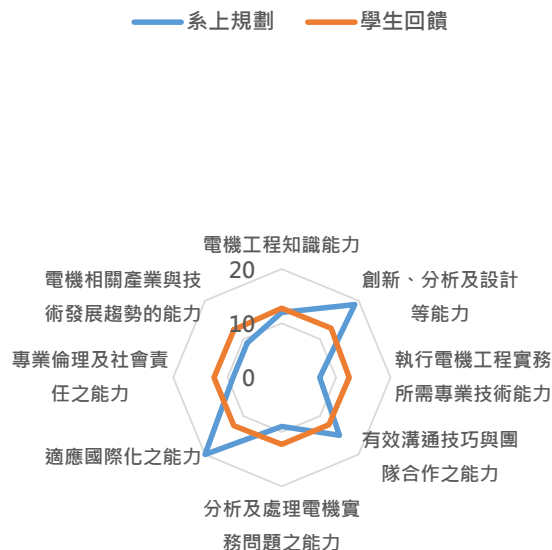 系上規劃 學生回饋
電機工程知識能力
20
10
0
創新、分析及設計
等能力
執行電機工程實務
所需專業技術能力
有效溝通技巧與團
隊合作之能力
分析及處理電機實
務問題之能力
適應國際化之能力
專業倫理及社會責
任之能力
電機相關產業與技
術發展趨勢的能力